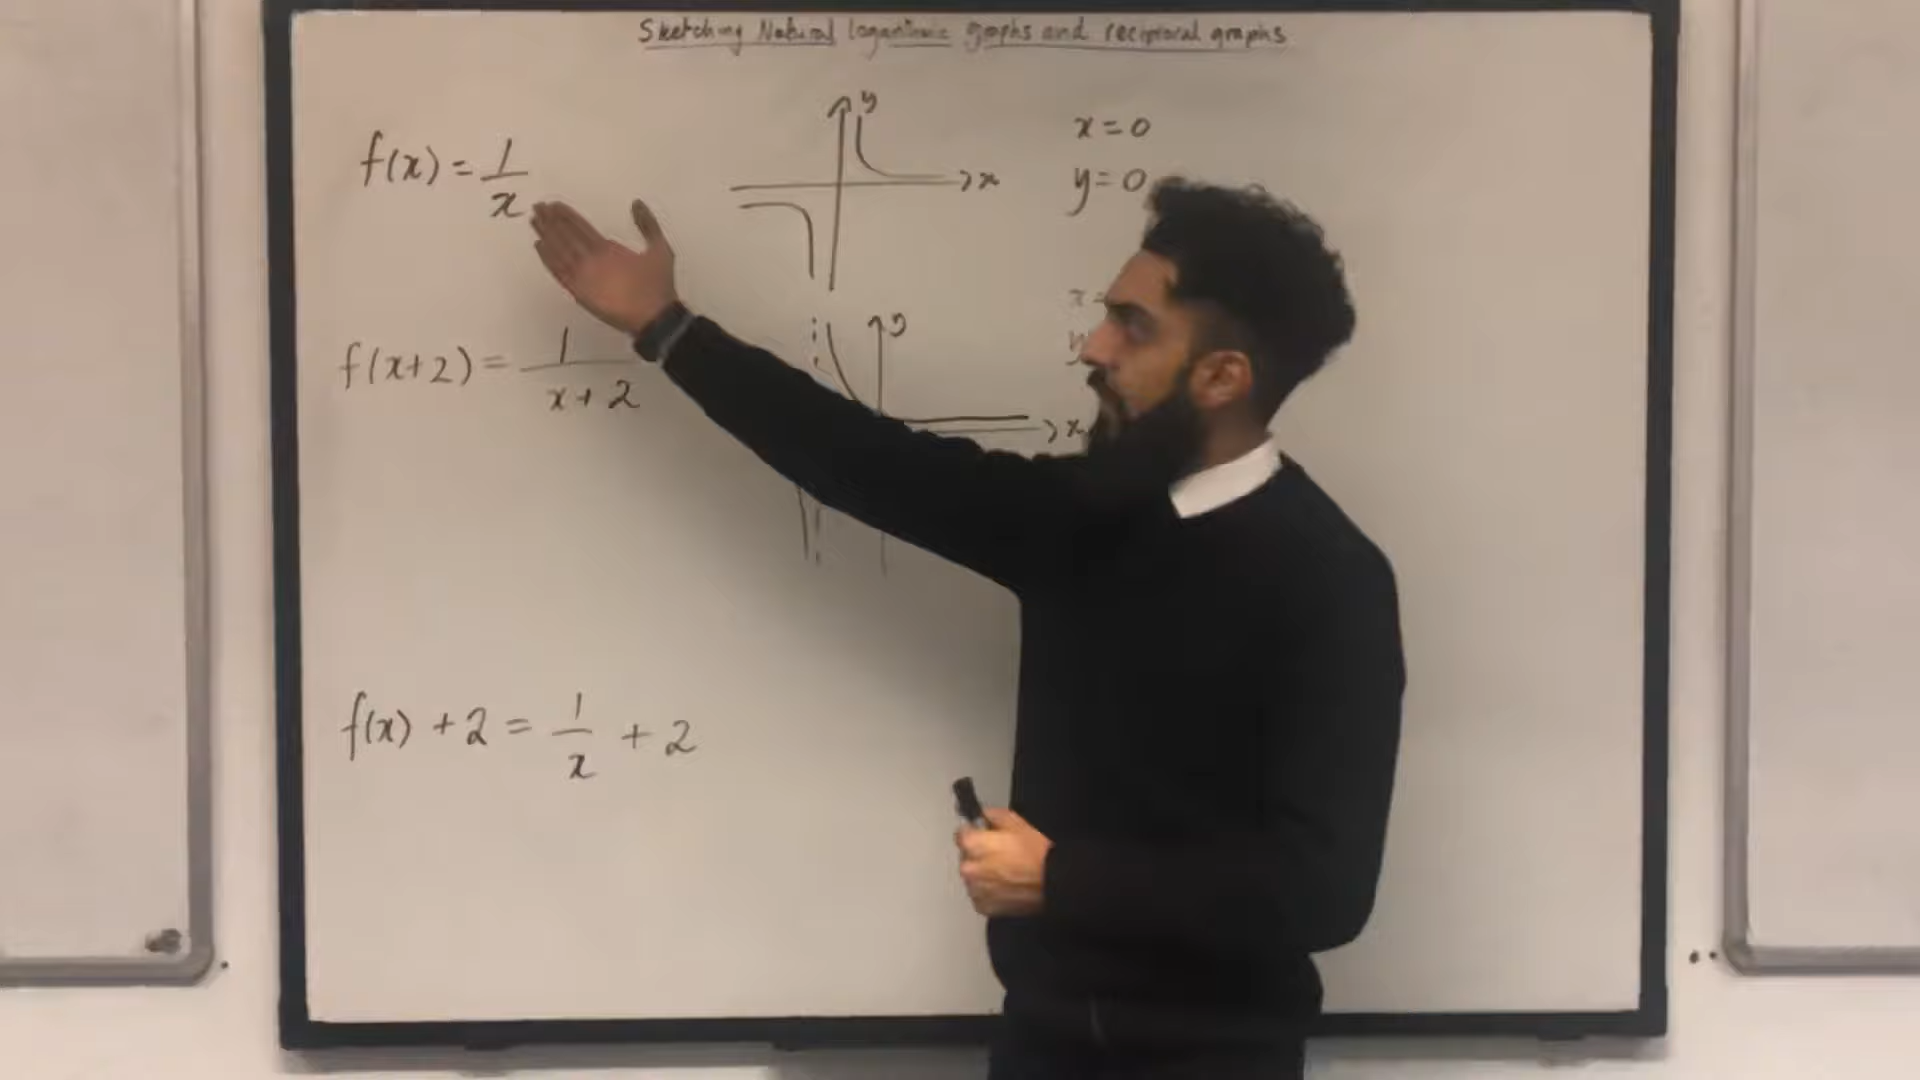 Sketching Natural logarithmic graphs and reciprocal graphs
f(x) = 1/x
y
x
x = 0
y = 0
f(x+2) = 1/(x+2)
y
x
x =
y
f(x) + 2 = 1/x + 2